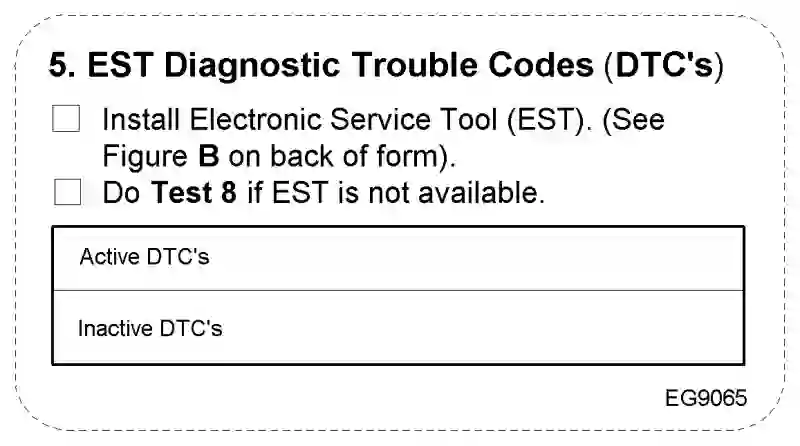 5. EST Diagnostic Trouble Codes (DTC's)
Install Electronic Service Tool (EST). (See
Figure B on back of form).
Do Test 8 if EST is not available.
Active DTC's
Inactive DTC's
EG9065